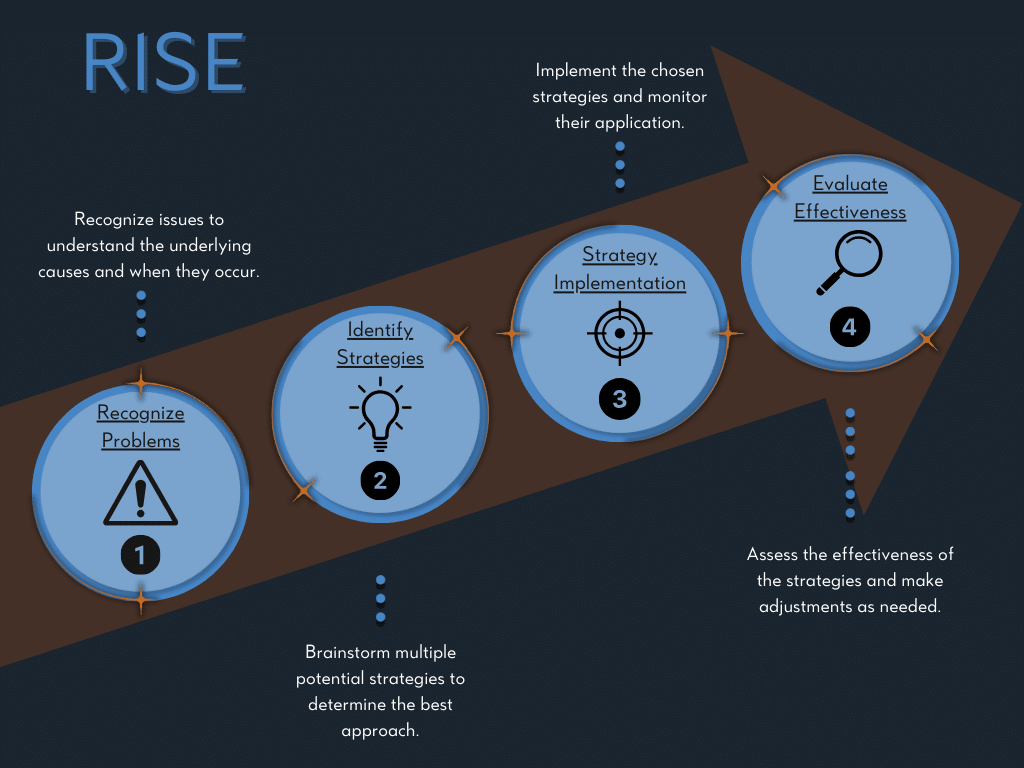 RISE
Recognize issues to
understand the underlying
causes and when they occur.
Recognize
Problems
1
Identify
Strategies
2
Brainstorm multiple
potential strategies to
determine the best
approach.
Implement the chosen
strategies and monitor
their application.
Strategy
Implementation
3
Evaluate
Effectiveness
4
Assess the effectiveness of
the strategies and make
adjustments as needed.